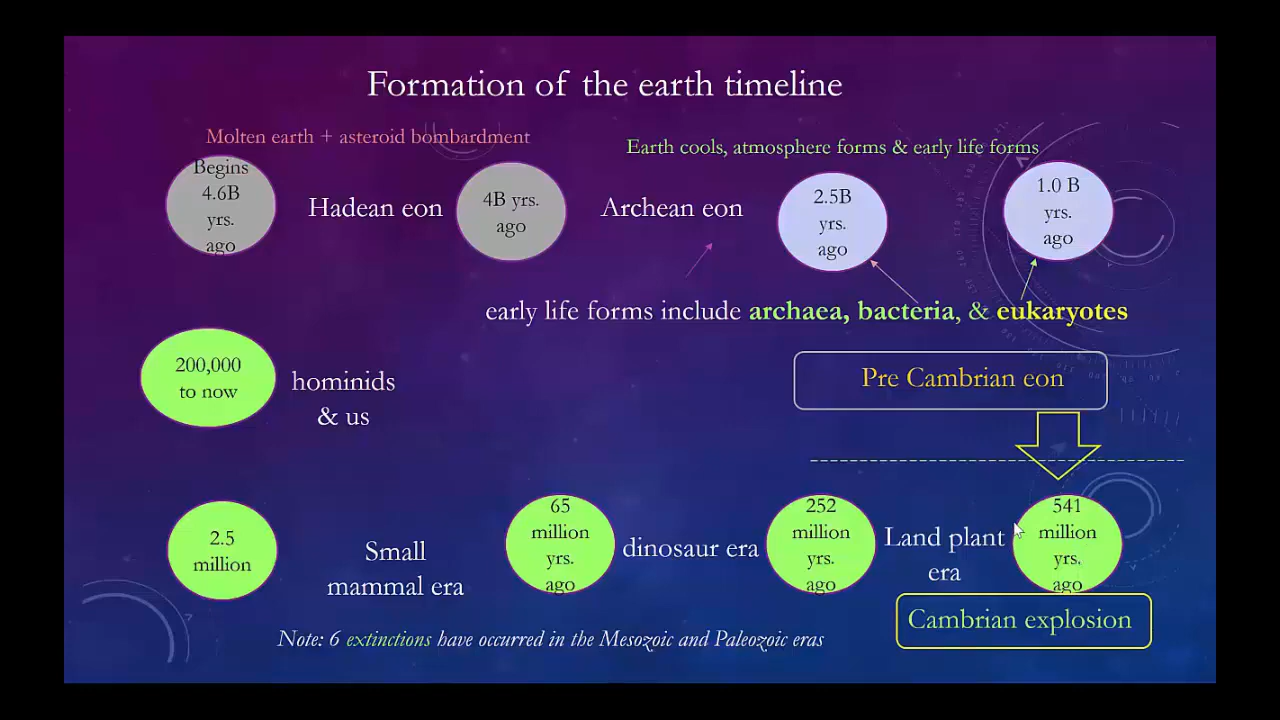 Formation of the earth timeline
Molten earth + asteroid bombardment
Earth cools, atmosphere forms & early life forms
Begins
4.6B
yrs.
ago
Hadean eon
4B yrs.
ago
Archean eon
2.5B
yrs.
ago
1.0 B
yrs.
ago
early life forms include archaea, bacteria, & eukaryotes
200,000
to now
hominids
& us
Pre Cambrian eon
2.5
million
Small
mammal era
65
million
yrs.
ago
dinosaur era
252
million
yrs.
ago
Land plant
era
541
million
yrs.
ago
Cambrian explosion
Note: 6 extinctions have occurred in the Mesozoic and Paleozoic eras